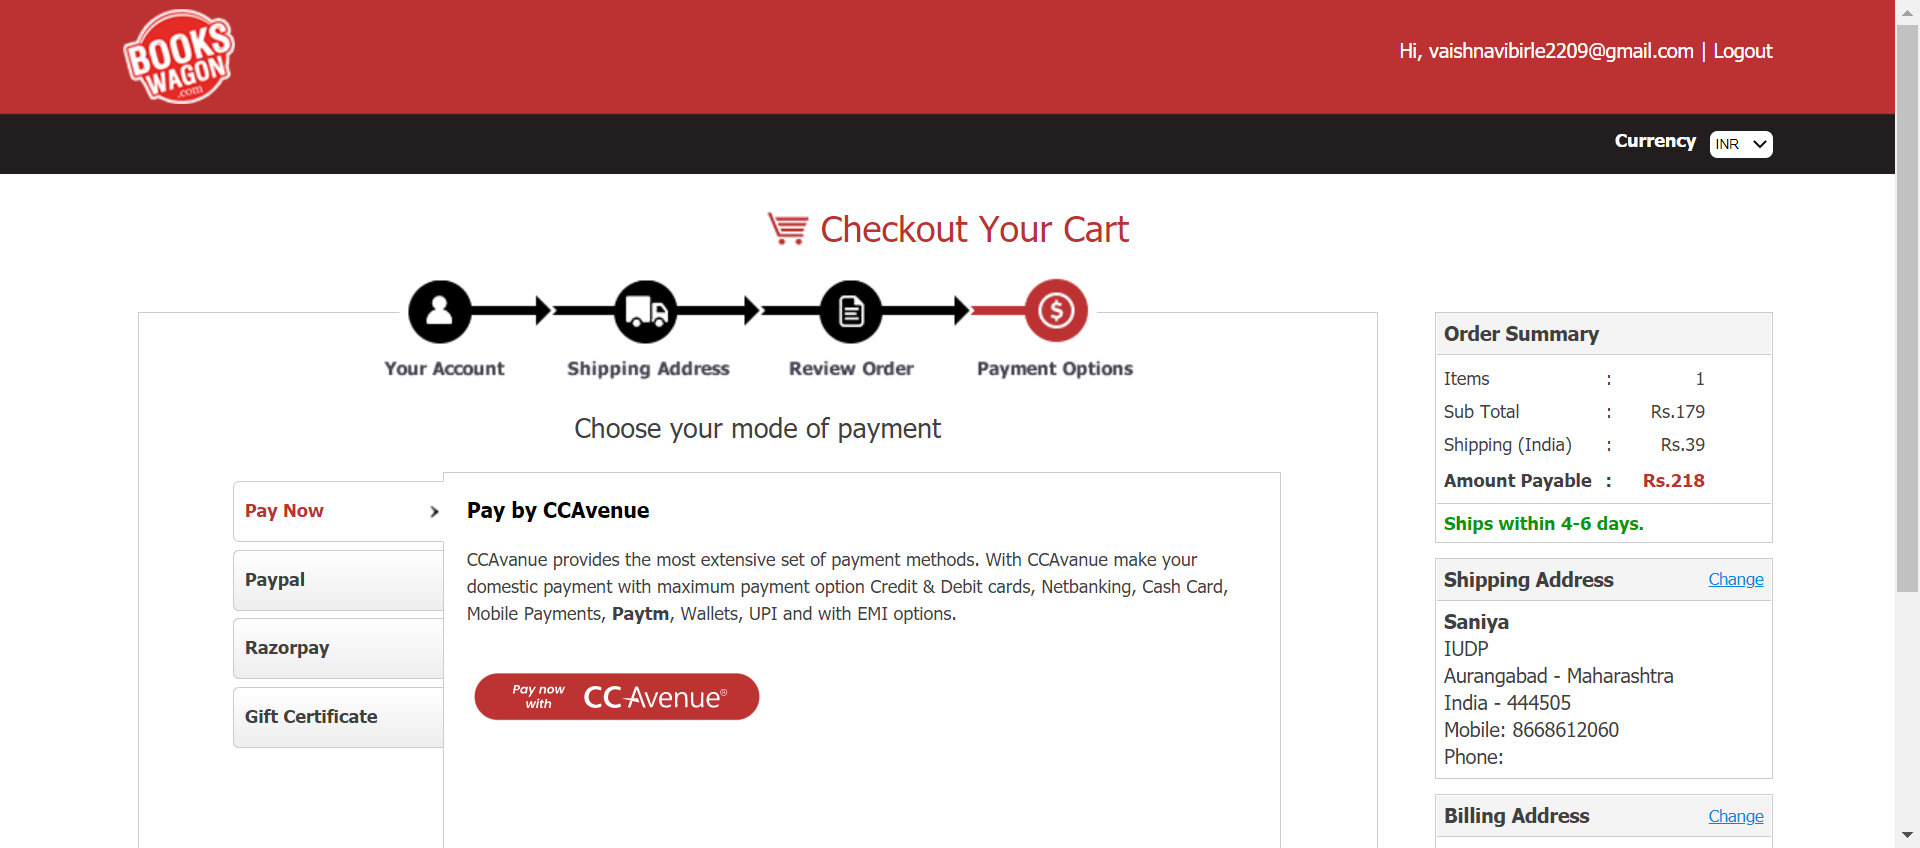 BOOKS
WAGON
.com
Hi, vaishnavibirle2209@gmail.com | Logout
Currency INR
Checkout Your Cart
Your Account Shipping Address Review Order Payment Options
Choose your mode of payment
Pay Now
Paypal
Razorpay
Gift Certificate
Pay by CCAvenue
CCAvanue provides the most extensive set of payment methods. With CCAvanue make your
domestic payment with maximum payment option Credit & Debit cards, Netbanking, Cash Card,
Mobile Payments, Paytm, Wallets, UPI and with EMI options.
Pay now
with
CCAvenue®
Order Summary
Items : 1
Sub Total : Rs.179
Shipping (India) : Rs.39
Amount Payable : Rs.218
Ships within 4-6 days.
Shipping Address Change
Saniya
IUDP
Aurangabad - Maharashtra
India - 444505
Mobile: 8668612060
Phone:
Billing Address Change